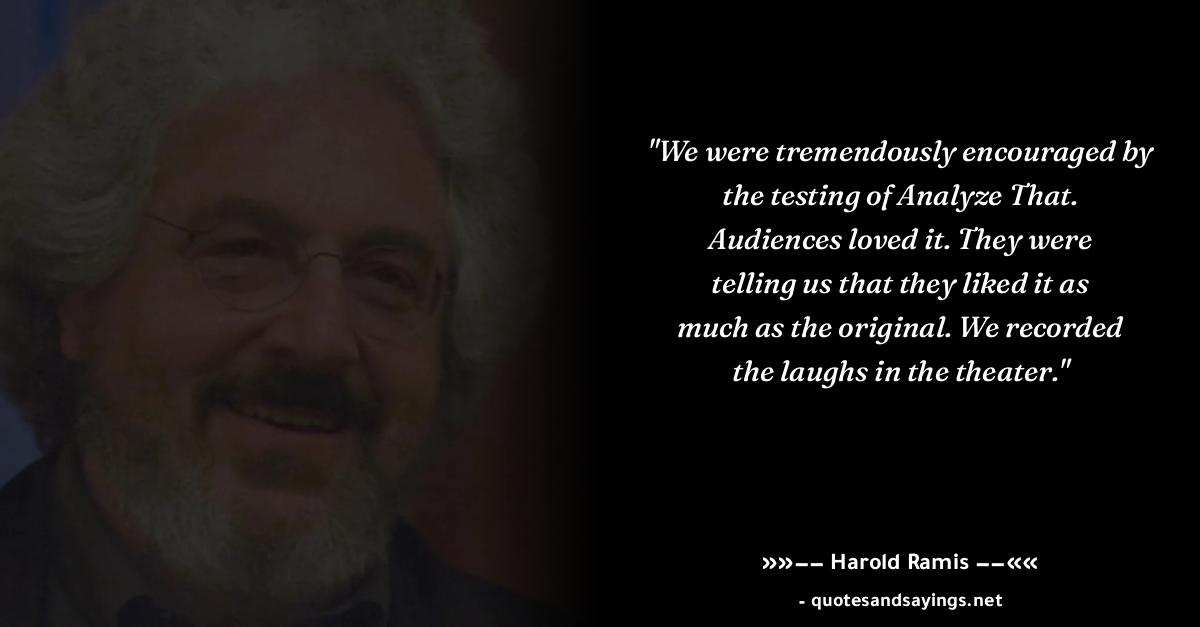 "We were tremendously encouraged by
the testing of Analyze That.
Audiences loved it. They were
telling us that they liked it as
much as the original. We recorded
the laughs in the theater."
»»−− Harold Ramis −−««
- quotesandsayings.net